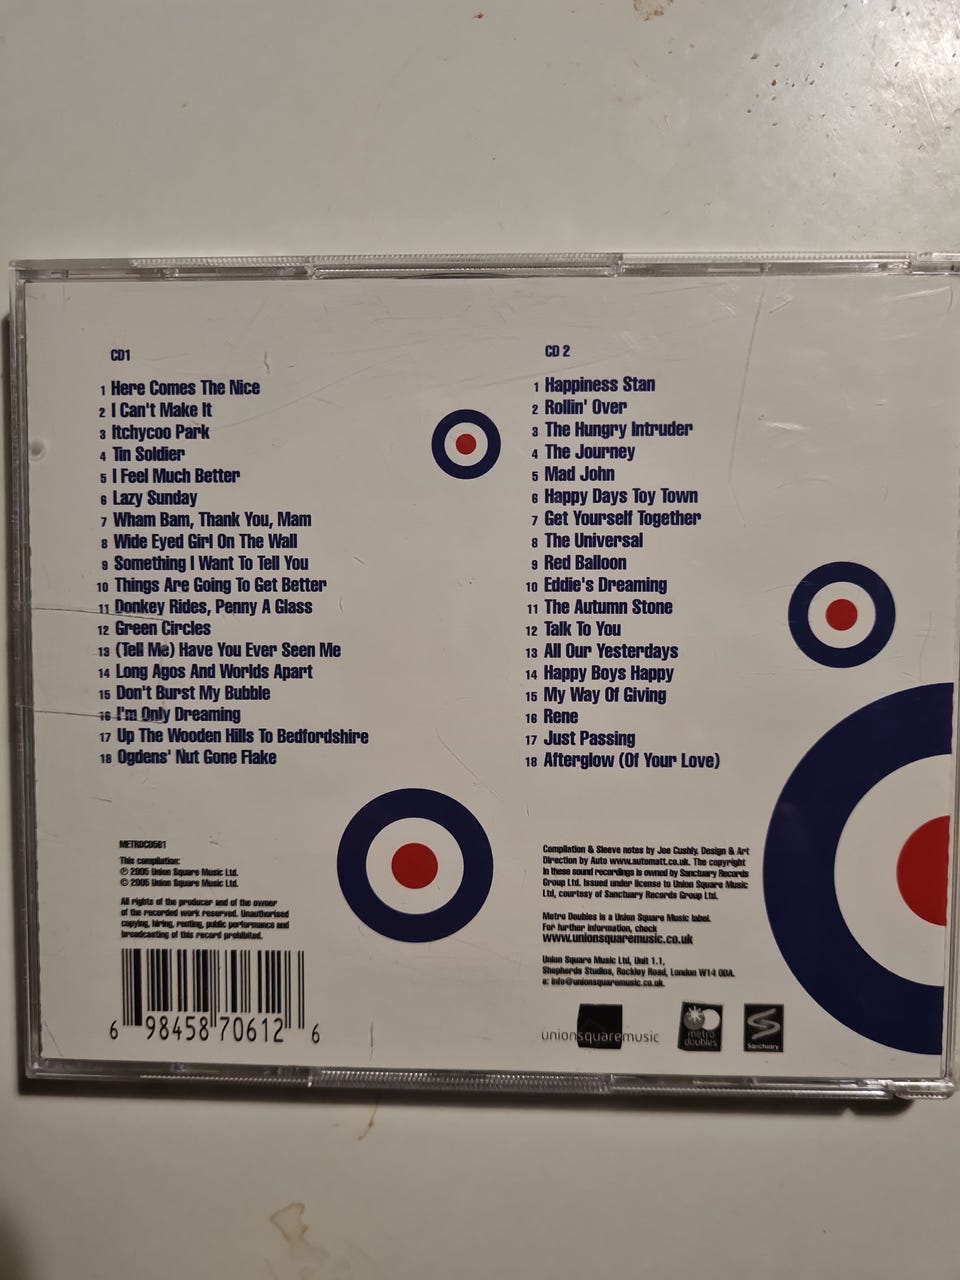 CD1
1 Here Comes The Nice
2 I Can't Make It
3 Itchycoo Park
4 Tin Soldier
5 I Feel Much Better
6 Lazy Sunday
7 Wham Bam, Thank You, Mam
8 Wide Eyed Girl On The Wall
9 Something I Want To Tell You
10 Things Are Going To Get Better
11 Donkey Rides, Penny A Glass
12 Green Circles
13 (Tell Me) Have You Ever Seen Me
14 Long Agos And Worlds Apart
15 Don't Burst My Bubble
16 I'm Only Dreaming
17 Up The Wooden Hills To Bedfordshire
18 Ogdens' Nut Gone Flake
CD 2
1 Happiness Stan
2 Rollin' Over
3 The Hungry Intruder
4 The Journey
5 Mad John
6 Happy Days Toy Town
7 Get Yourself Together
8 The Universal
9 Red Balloon
10 Eddie's Dreaming
11 The Autumn Stone
12 Talk To You
13 All Our Yesterdays
14 Happy Boys Happy
15 My Way Of Giving
16 Rene
17 Just Passing
18 Afterglow (Of Your Love)
METRDCD561
This compilation:
℗ 2005 Union Square Music Ltd.
© 2005 Union Square Music Ltd.
All rights of the producer and of the owner
of the recorded work reserved. Unauthorised
copying, hiring, renting, public performance and
broadcasting of this record prohibited.
6 98458 70612 6
Compilation & Sleeve notes by Joe Cushly. Design & Art
Direction by Auto www.automatt.co.uk. The copyright
in these sound recordings is owned by Sanctuary Records
Group Ltd. Issued under license to Union Square Music
Ltd, courtesy of Sanctuary Records Group Ltd.
Metro Doubles is a Union Square Music label.
For further information, check
www.unionsquaremusic.co.uk
Union Square Music Ltd, Unit 1.1,
Shepherds Studios, Rockley Road, London W14 0DA.
e: info@unionsquaremusic.co.uk.
unionsquaremusic
metro
doubles
Sanctuary